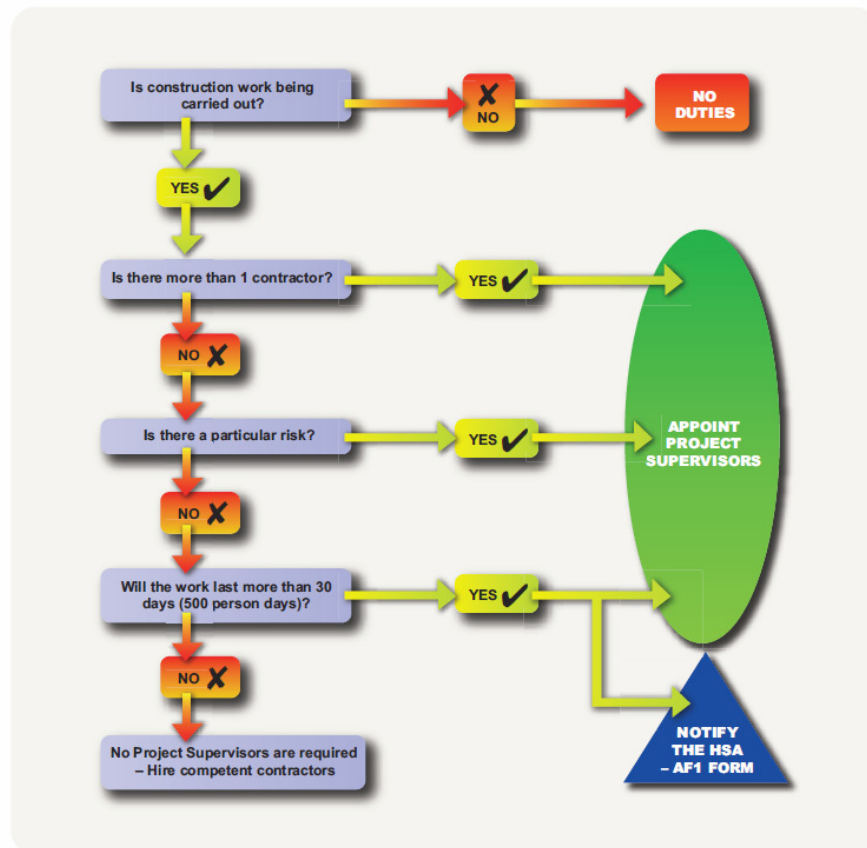 Is construction work being
carried out?
NO
NO
DUTIES
YES
Is there more than 1 contractor?
YES
NO
Is there a particular risk?
YES
APPOINT
PROJECT
SUPERVISORS
NO
Will the work last more than 30
days (500 person days)?
YES
NO
No Project Supervisors are required
– Hire competent contractors
NOTIFY
THE HSA
– AF1 FORM